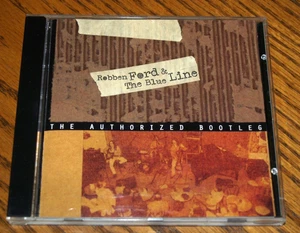 Robben Ford &
The Blue Line
THE AUTHORIZED BOOTLEG